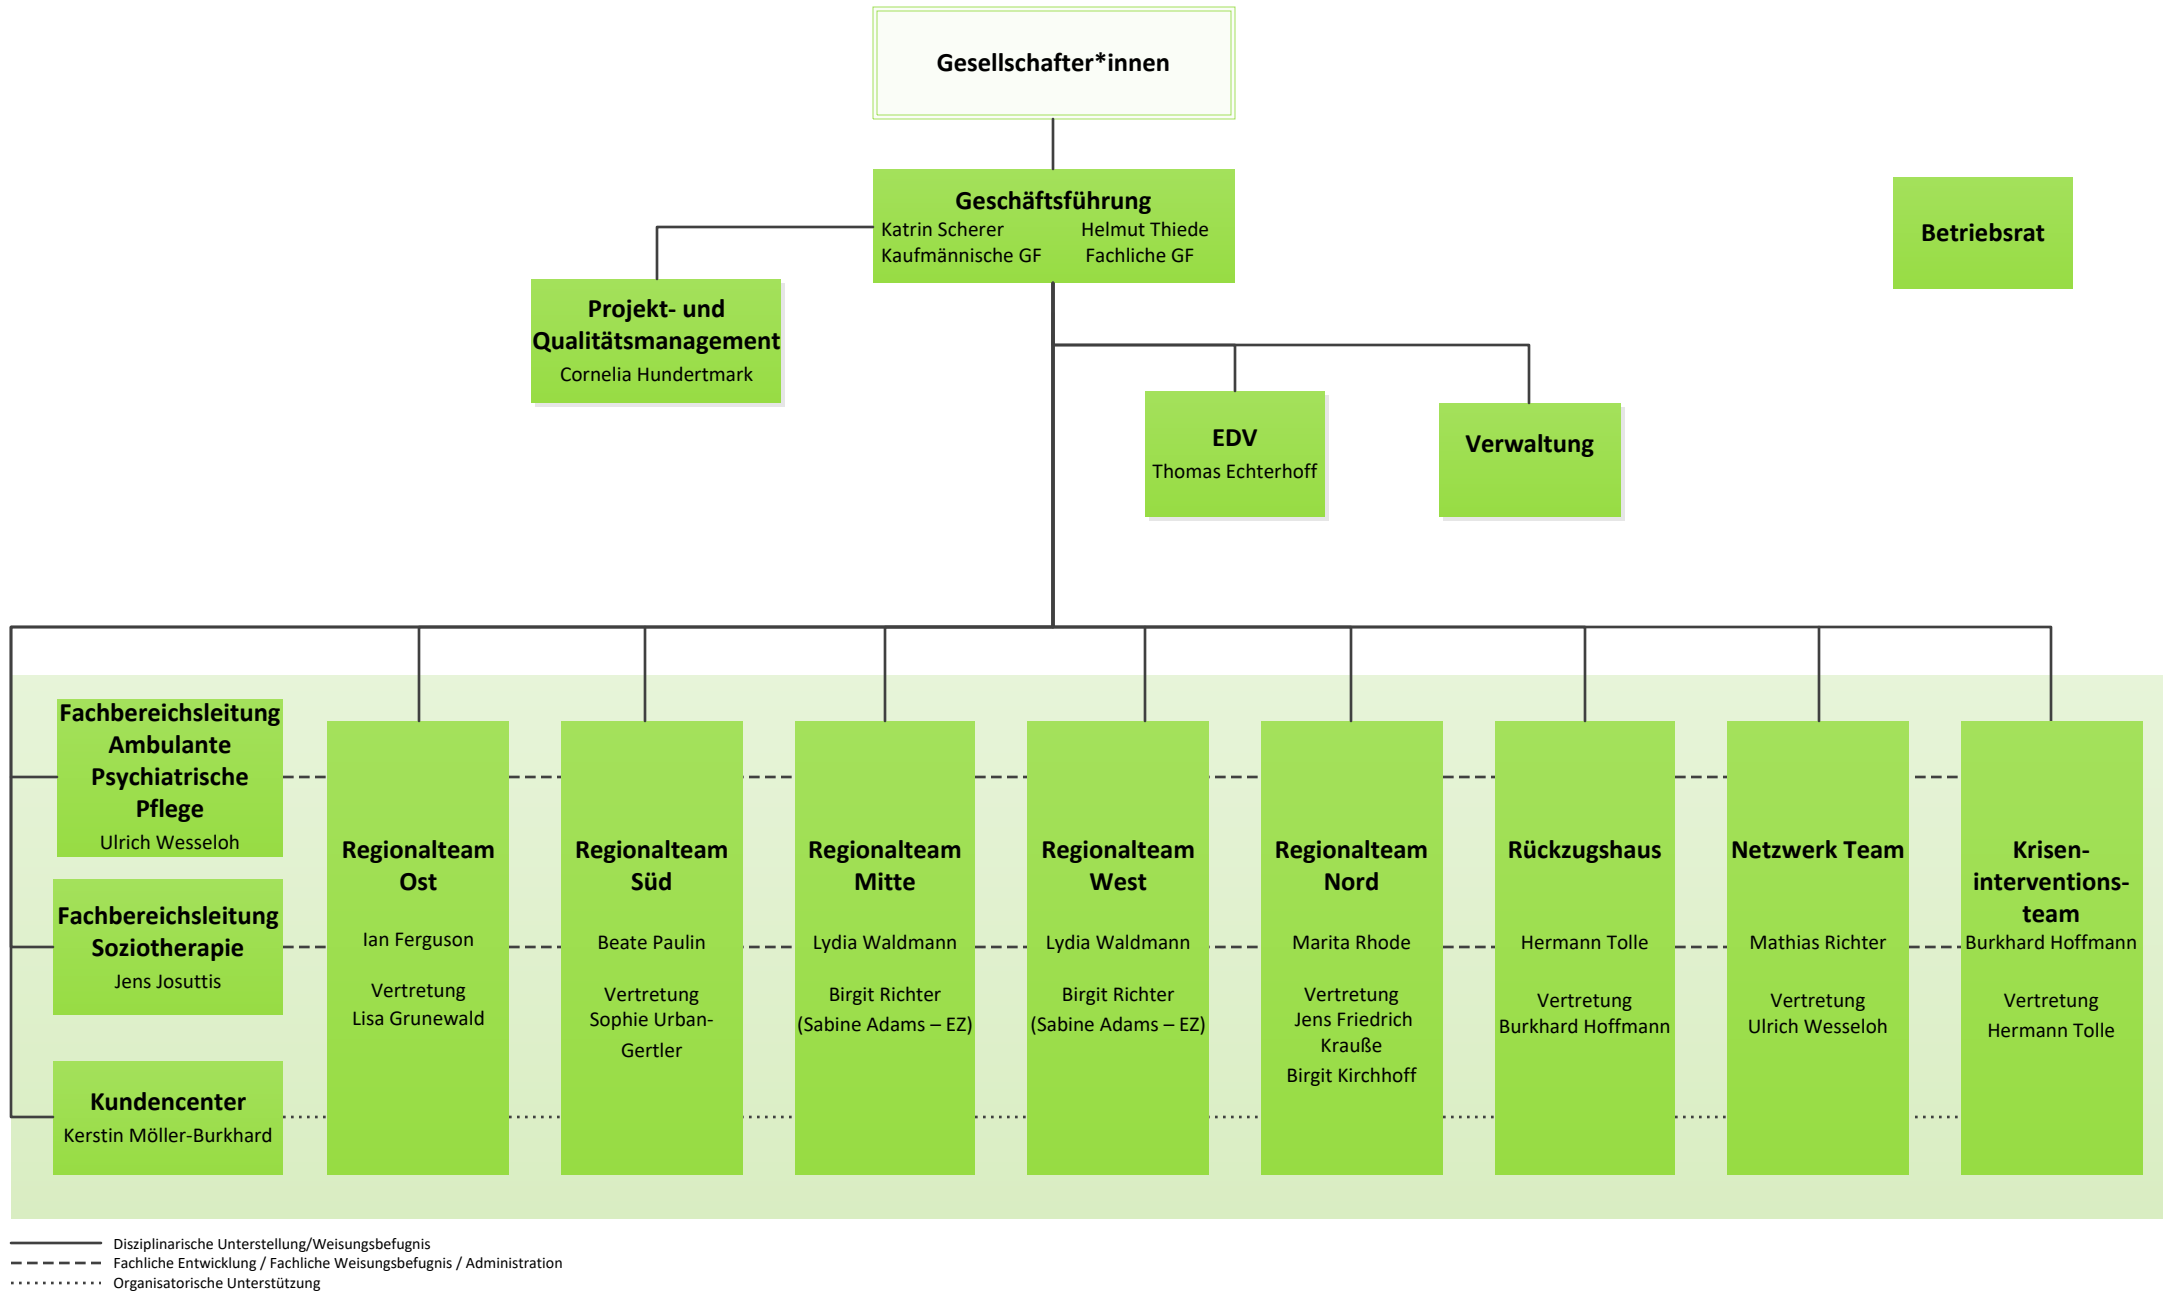 Gesellschafter*innen
Geschäftsführung
Katrin Scherer Helmut Thiede
Kaufmännische GF Fachliche GF
Betriebsrat
Projekt- und
Qualitätsmanagement
Cornelia Hundertmark
EDV
Thomas Echterhoff
Verwaltung
Fachbereichsleitung
Ambulante
Psychiatrische
Pflege
Ulrich Wesseloh
Fachbereichsleitung
Soziotherapie
Jens Josuttis
Kundencenter
Kerstin Möller-Burkhard
Regionalteam
Ost
Ian Ferguson
Vertretung
Lisa Grunewald
Regionalteam
Süd
Beate Paulin
Vertretung
Sophie Urban-
Gertler
Regionalteam
Mitte
Lydia Waldmann
Birgit Richter
(Sabine Adams – EZ)
Regionalteam
West
Lydia Waldmann
Birgit Richter
(Sabine Adams – EZ)
Regionalteam
Nord
Marita Rhode
Vertretung
Jens Friedrich
Krauße
Birgit Kirchhoff
Rückzugshaus
Hermann Tolle
Vertretung
Burkhard Hoffmann
Netzwerk Team
Mathias Richter
Vertretung
Ulrich Wesseloh
Krisen-
interventions-
team
Burkhard Hoffmann
Vertretung
Hermann Tolle
Disziplinarische Unterstellung/Weisungsbefugnis
Fachliche Entwicklung / Fachliche Weisungsbefugnis / Administration
Organisatorische Unterstützung